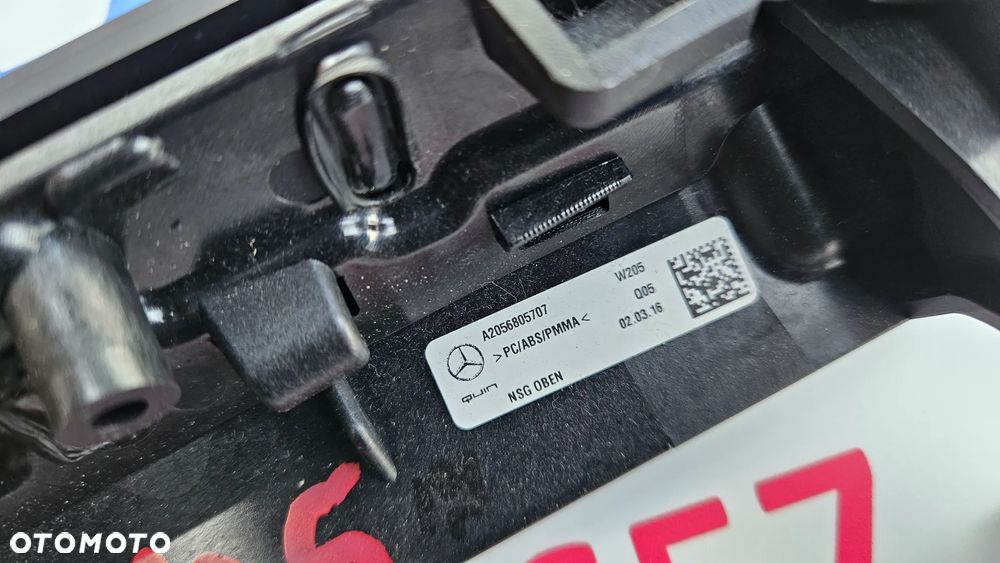 A2056805707
W205
>PC/ABS/PMMA<
Q05
quin
NSG OBEN
02.03.16
OTOMOTO